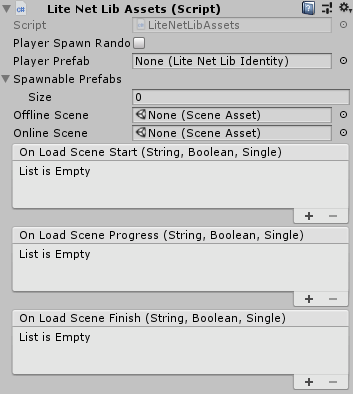 Lite Net Lib Assets (Script)
Script LiteNetLibAssets
Player Spawn Rando
Player Prefab None (Lite Net Lib Identity)
Spawnable Prefabs
Size 0
Offline Scene None (Scene Asset)
Online Scene None (Scene Asset)
On Load Scene Start (String, Boolean, Single)
List is Empty
On Load Scene Progress (String, Boolean, Single)
List is Empty
On Load Scene Finish (String, Boolean, Single)
List is Empty